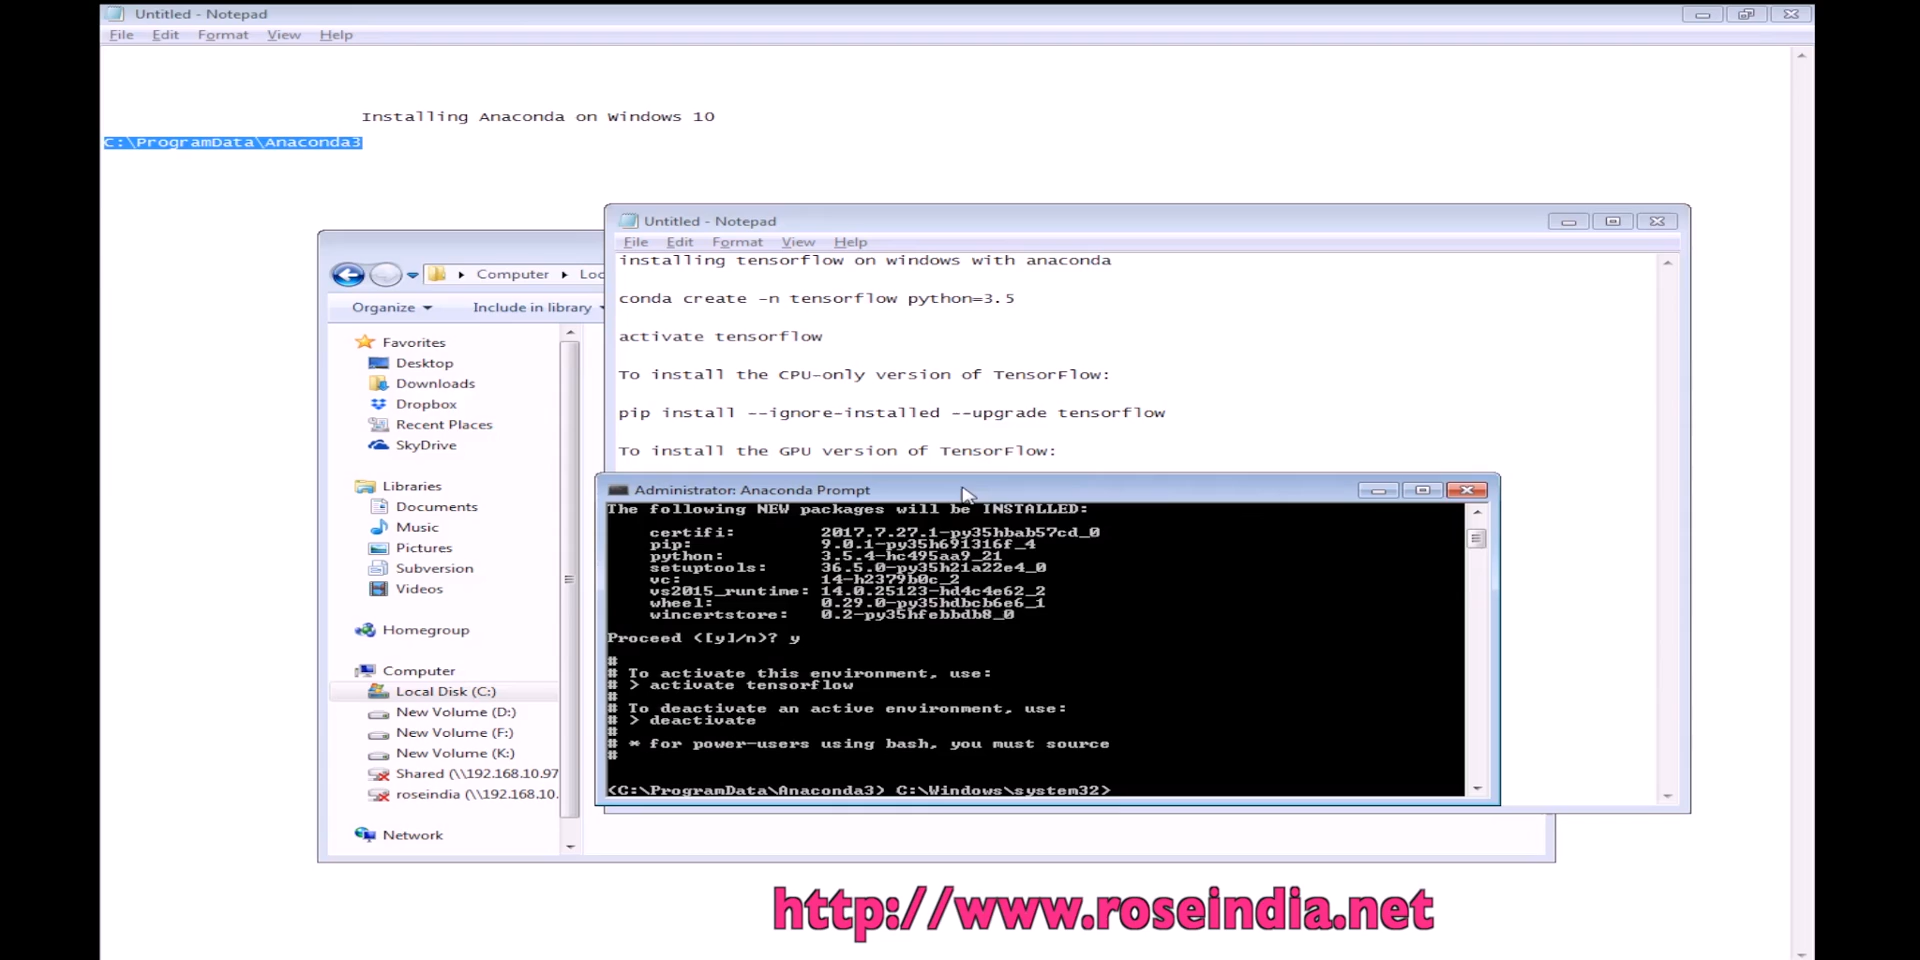 Untitled - Notepad
File Edit Format View Help
Installing Anaconda on Windows 10
C:\ProgramData\Anaconda3
Untitled - Notepad
File Edit Format View Help
installing tensorflow on windows with anaconda
conda create -n tensorflow python=3.5
activate tensorflow
To install the CPU-only version of TensorFlow:
pip install --ignore-installed --upgrade tensorflow
To install the GPU version of TensorFlow:
Computer Loc
Organize Include in library
Favorites
Desktop
Downloads
Dropbox
Recent Places
SkyDrive
Libraries
Documents
Music
Pictures
Subversion
Videos
Homegroup
Computer
Local Disk (C:)
New Volume (D:)
New Volume (F:)
New Volume (K:)
Shared (\\192.168.10.97
roseindia (\\192.168.10.
Network
Administrator: Anaconda Prompt
The following NEW packages will be INSTALLED:
certifi: 2017.7.27.1-py35hbab57cd_0
pip: 9.0.1-py35h691316f_4
python: 3.5.4-hc495aa9_21
setuptools: 36.5.0-py35h21a22e4_0
vc: 14-h2379b0c_2
vs2015_runtime: 14.0.25123-hd4c4e62_2
wheel: 0.29.0-py35hdbcb6e6_1
wincertstore: 0.2-py35hfebbdb8_0
Proceed ([y]/n)? y
#
# To activate this environment, use:
# > activate tensorflow
#
# To deactivate an active environment, use:
# > deactivate
#
# * for power-users using bash, you must source
#
(C:\ProgramData\Anaconda3) C:\Windows\system32>
http://www.roseindia.net